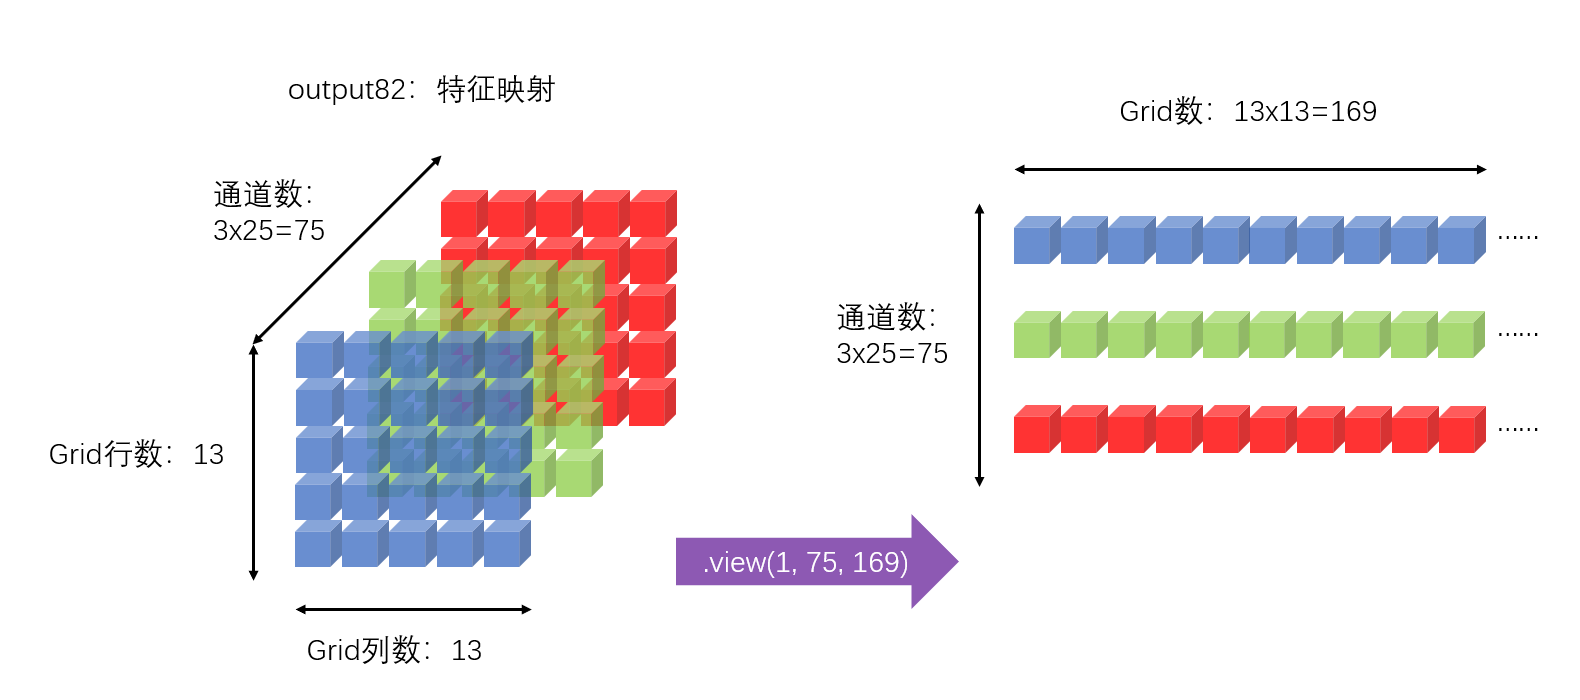 output82：特征映射
通道数：
3x25=75
Grid行数：13
Grid列数：13
.view(1, 75, 169)
Grid数：13x13=169
通道数：
3x25=75
……
……
……